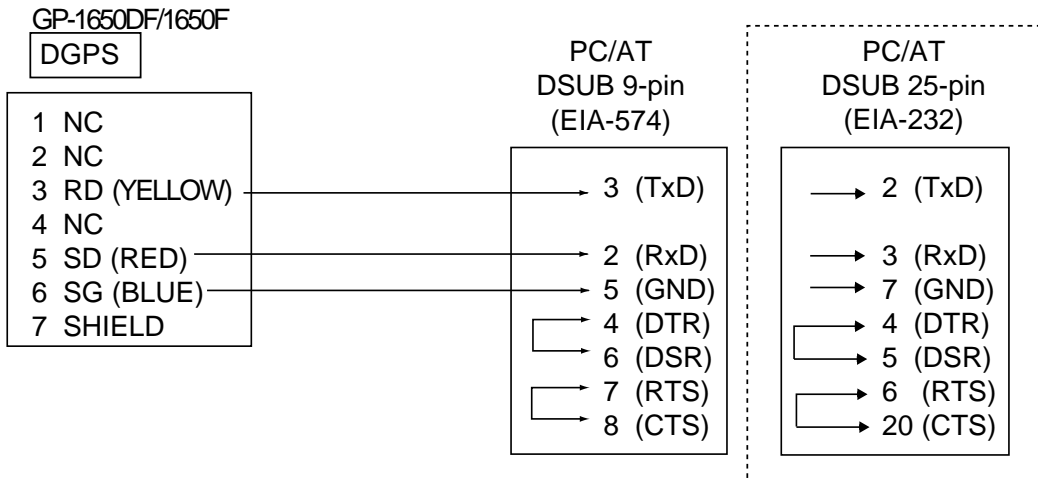 GP-1650DF/1650F
DGPS
1 NC
2 NC
3 RD (YELLOW)
4 NC
5 SD (RED)
6 SG (BLUE)
7 SHIELD
PC/AT
DSUB 9-pin
(EIA-574)
3 (TxD)
2 (RxD)
5 (GND)
4 (DTR)
6 (DSR)
7 (RTS)
8 (CTS)
PC/AT
DSUB 25-pin
(EIA-232)
2 (TxD)
3 (RxD)
7 (GND)
4 (DTR)
5 (DSR)
6 (RTS)
20 (CTS)